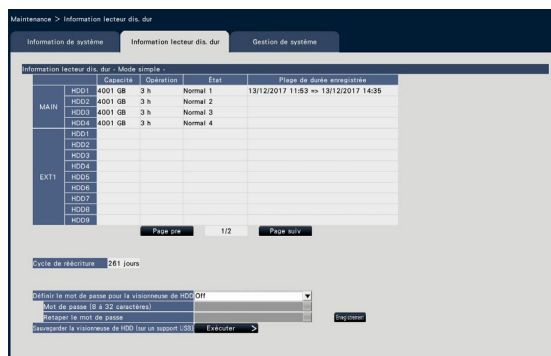 Maintenance > Information lecteur dis. dur
Information de système Information lecteur dis. dur Gestion de système
Information lecteur dis. dur - Mode simple -
Capacité Opération État Plage de durée enregistrée
MAIN
HDD1 4001 GB 3 h Normal 1 13/12/2017 11:53 => 13/12/2017 14:35
HDD2 4001 GB 3 h Normal 2
HDD3 4001 GB 3 h Normal 3
HDD4 4001 GB 3 h Normal 4
EXT1
HDD1
HDD2
HDD3
HDD4
HDD5
HDD6
HDD7
HDD8
HDD9
Page pre 1/2 Page suiv
Cycle de réécriture 261 jours
Définir le mot de passe pour la visionneuse de HDD Off
Mot de passe (8 à 32 caractères)
Retaper le mot de passe Enregistrement
Sauvegarder la visionneuse de HDD (sur un support USB) Exécuter >